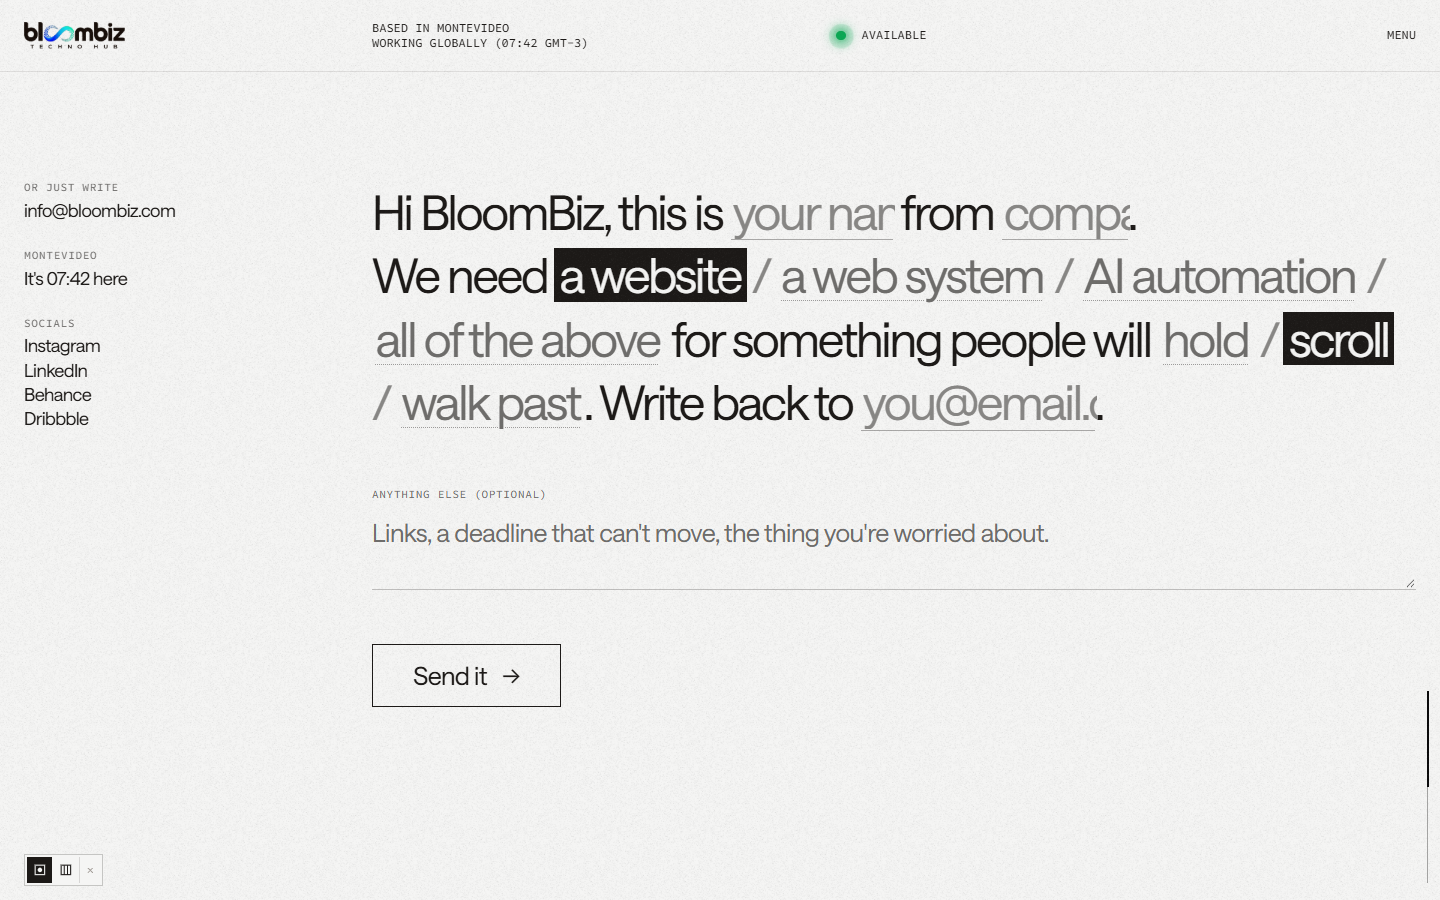 bloombiz
TECHNO HUB
BASED IN MONTEVIDEO
WORKING GLOBALLY (07:42 GMT-3)
AVAILABLE
MENU
OR JUST WRITE
info@bloombiz.com
MONTEVIDEO
It's 07:42 here
SOCIALS
Instagram
LinkedIn
Behance
Dribbble
Hi BloomBiz, this is your nar from compa.
We need a website / a web system / AI automation /
all of the above for something people will hold / scroll
/ walk past. Write back to you@email.c.
ANYTHING ELSE (OPTIONAL)
Links, a deadline that can't move, the thing you're worried about.
Send it →